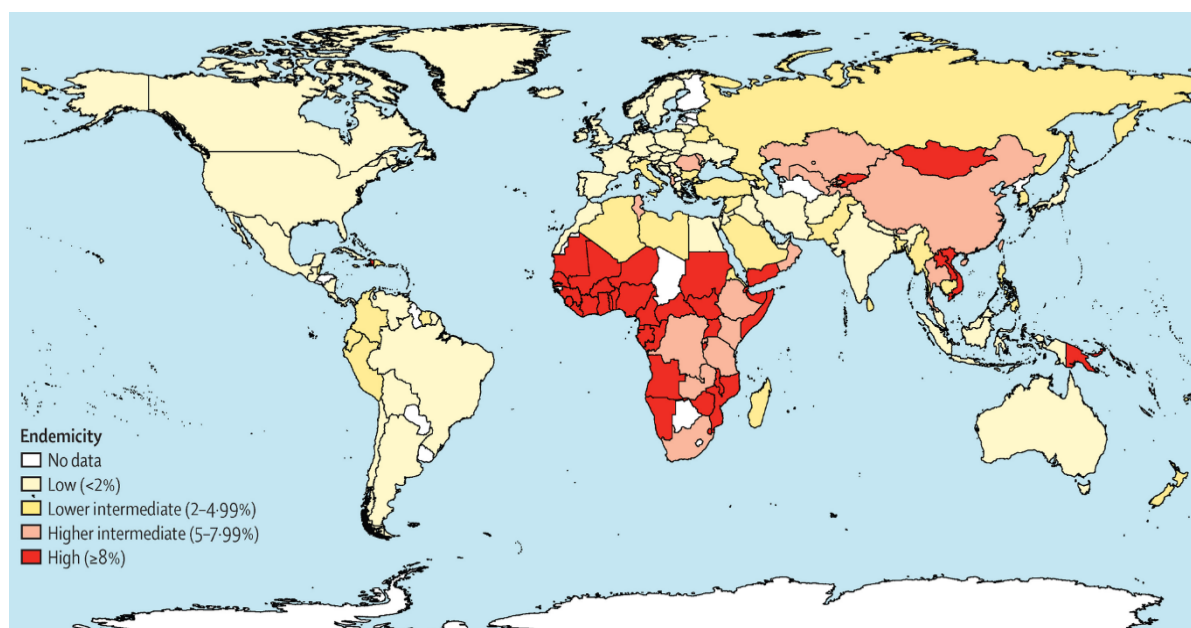 Endemicity
No data
Low (<2%)
Lower intermediate (2–4·99%)
Higher intermediate (5–7·99%)
High (≥8%)